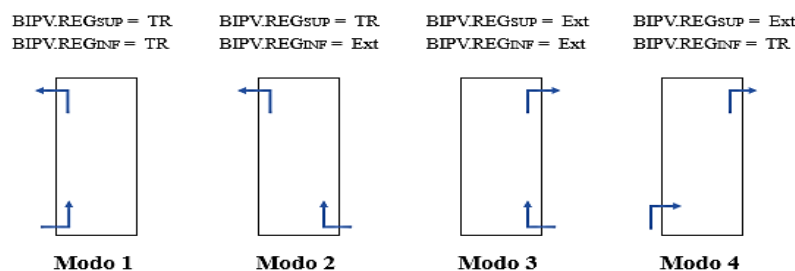 BIPV.REGSUP = TR
BIPV.REGINF = TR
BIPV.REGSUP = TR
BIPV.REGINF = Ext
BIPV.REGSUP = Ext
BIPV.REGINF = Ext
BIPV.REGSUP = Ext
BIPV.REGINF = TR
Modo 1
Modo 2
Modo 3
Modo 4